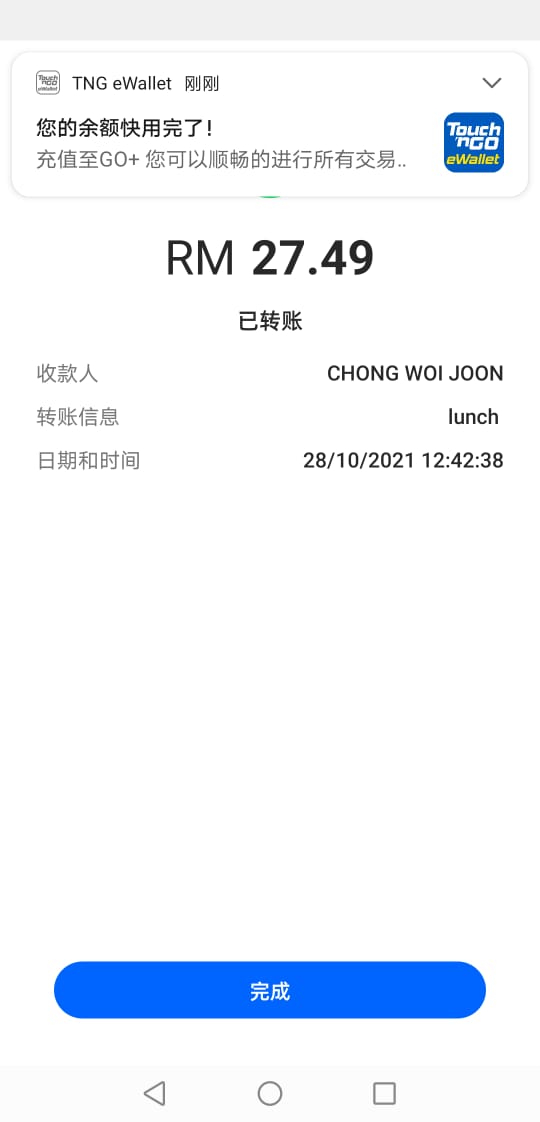 TNG eWallet 刚刚
您的余额快用完了!
充值至GO+ 您可以顺畅的进行所有交易..
Touch
'nGO
eWallet
RM 27.49
已转账
收款人 CHONG WOI JOON
转账信息 lunch
日期和时间 28/10/2021 12:42:38
完成